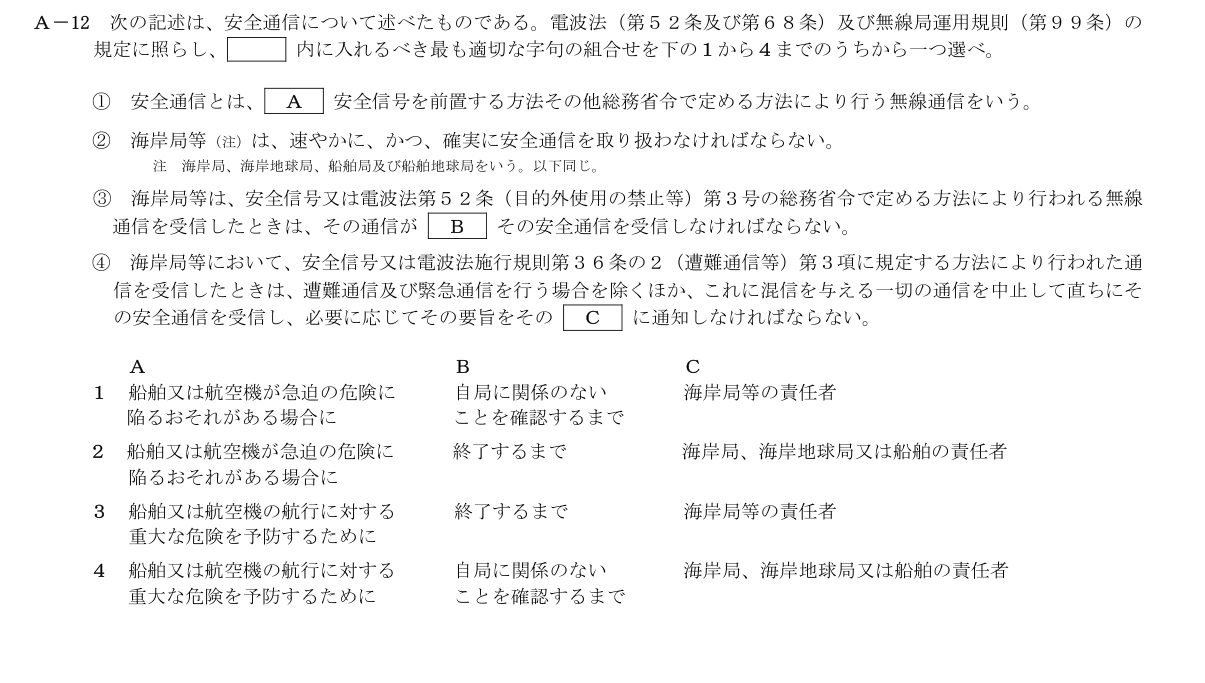 A－12　次の記述は、安全通信について述べたものである。電波法（第５２条及び第６８条）及び無線局運用規則（第９９条）の
規定に照らし、 内に入れるべき最も適切な字句の組合せを下の1から4までのうちから一つ選べ。
①　安全通信とは、 A 安全信号を前置する方法その他総務省令で定める方法により行う無線通信をいう。
②　海岸局等（注）は、速やかに、かつ、確実に安全通信を取り扱わなければならない。
注　海岸局、海岸地球局、船舶局及び船舶地球局をいう。以下同じ。
③　海岸局等は、安全信号又は電波法第５２条（目的外使用の禁止等）第３号の総務省令で定める方法により行われる無線
通信を受信したときは、その通信が B その安全通信を受信しなければならない。
④　海岸局等において、安全信号又は電波法施行規則第３６条の２（遭難通信等）第３項に規定する方法により行われた通
信を受信したときは、遭難通信及び緊急通信を行う場合を除くほか、これに混信を与える一切の通信を中止して直ちにそ
の安全通信を受信し、必要に応じてその要旨をその C に通知しなければならない。
A B C
1 船舶又は航空機が急迫の危険に 自局に関係のない 海岸局等の責任者
陥るおそれがある場合に ことを確認するまで
2 船舶又は航空機が急迫の危険に 終了するまで 海岸局、海岸地球局又は船舶の責任者
陥るおそれがある場合に
3 船舶又は航空機の航行に対する 終了するまで 海岸局等の責任者
重大な危険を予防するために
4 船舶又は航空機の航行に対する 自局に関係のない 海岸局、海岸地球局又は船舶の責任者
重大な危険を予防するために ことを確認するまで